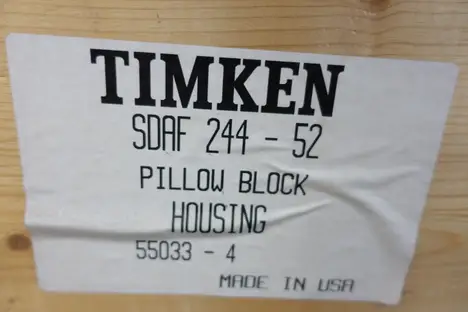 TIMKEN
SDAF 244 - 52
PILLOW BLOCK
HOUSING
55033 - 4
MADE IN USA